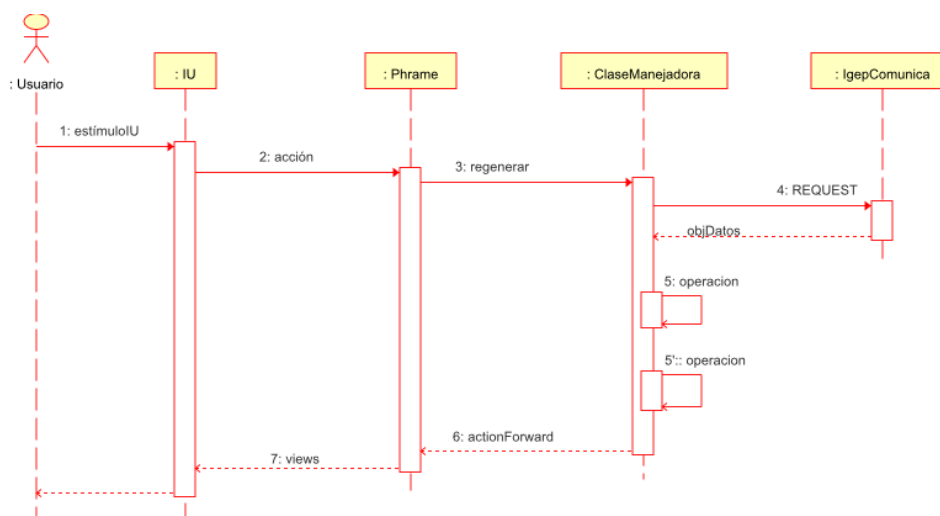 : Usuario
: IU
: Phrame
: ClaseManejadora
: IgepComunica
1: estímuloIU
2: acción
3: regenerar
4: REQUEST
objDatos
5: operacion
5':: operacion
6: actionForward
7: views